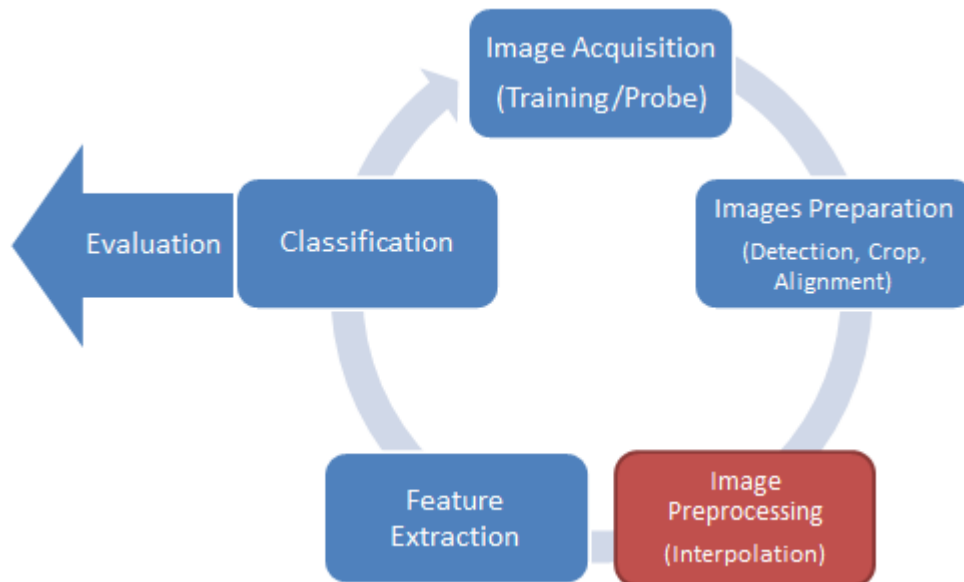 Image Acquisition
(Training/Probe)
Images Preparation
(Detection, Crop,
Alignment)
Image
Preprocessing
(Interpolation)
Feature
Extraction
Classification
Evaluation